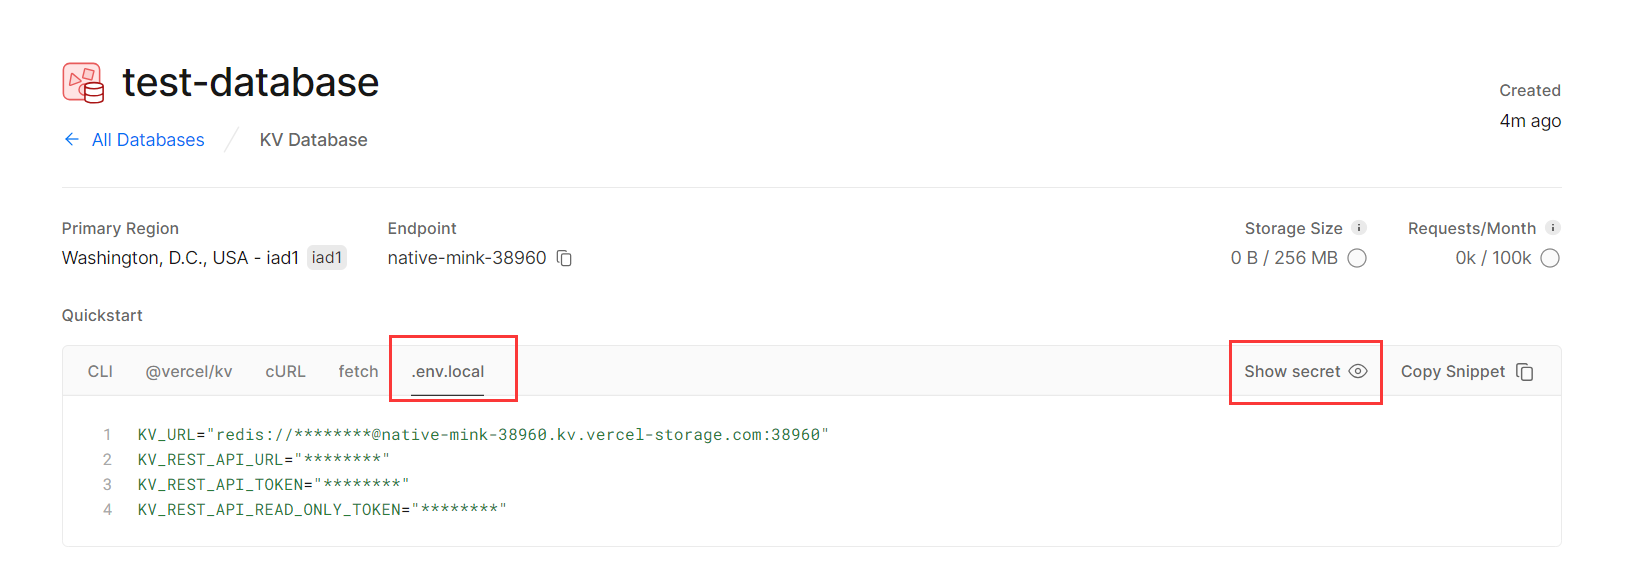 test-database
Created
4m ago
All Databases
KV Database
Primary Region
Endpoint
Storage Size
Requests/Month
Washington, D.C., USA - iad1 iad1
native-mink-38960
0 B / 256 MB
0k / 100k
Quickstart
CLI @vercel/kv cURL fetch .env.local Show secret Copy Snippet
1 KV_URL="redis://********@native-mink-38960.kv.vercel-storage.com:38960"
2 KV_REST_API_URL="********"
3 KV_REST_API_TOKEN="********"
4 KV_REST_API_READ_ONLY_TOKEN="********"